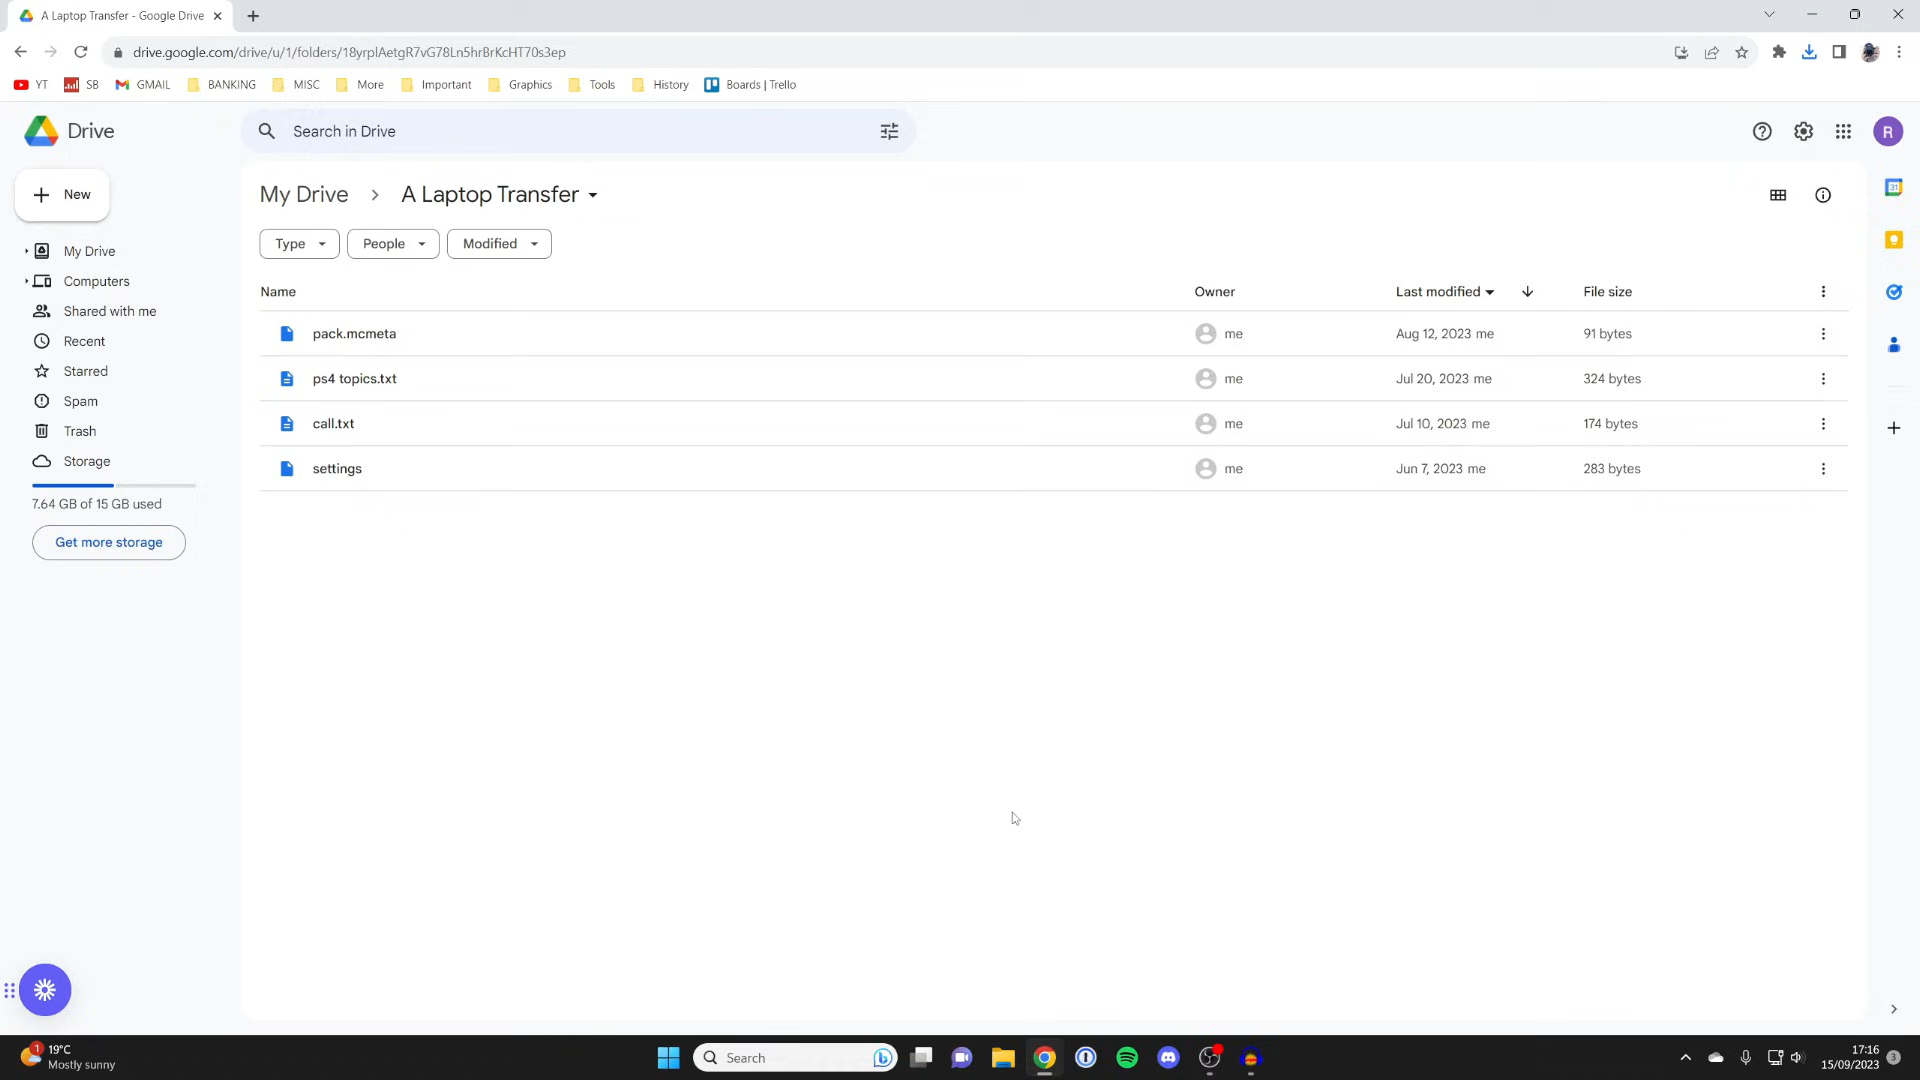 A Laptop Transfer - Google Drive
drive.google.com/drive/u/1/folders/18yrplAetgR7vG78Ln5hrBrKcHT70s3ep
YT
SB
GMAIL
BANKING
MISC
More
Important
Graphics
Tools
History
Boards | Trello
Drive
Search in Drive
R
New
My Drive
A Laptop Transfer
31
Type
People
Modified
My Drive
Computers
Shared with me
Recent
Starred
Spam
Trash
Storage
7.64 GB of 15 GB used
Get more storage
Name Owner Last modified File size
pack.mcmeta me Aug 12, 2023 me 91 bytes
ps4 topics.txt me Jul 20, 2023 me 324 bytes
call.txt me Jul 10, 2023 me 174 bytes
settings me Jun 7, 2023 me 283 bytes
1
19°C
Mostly sunny
Search
17:16
15/09/2023
3